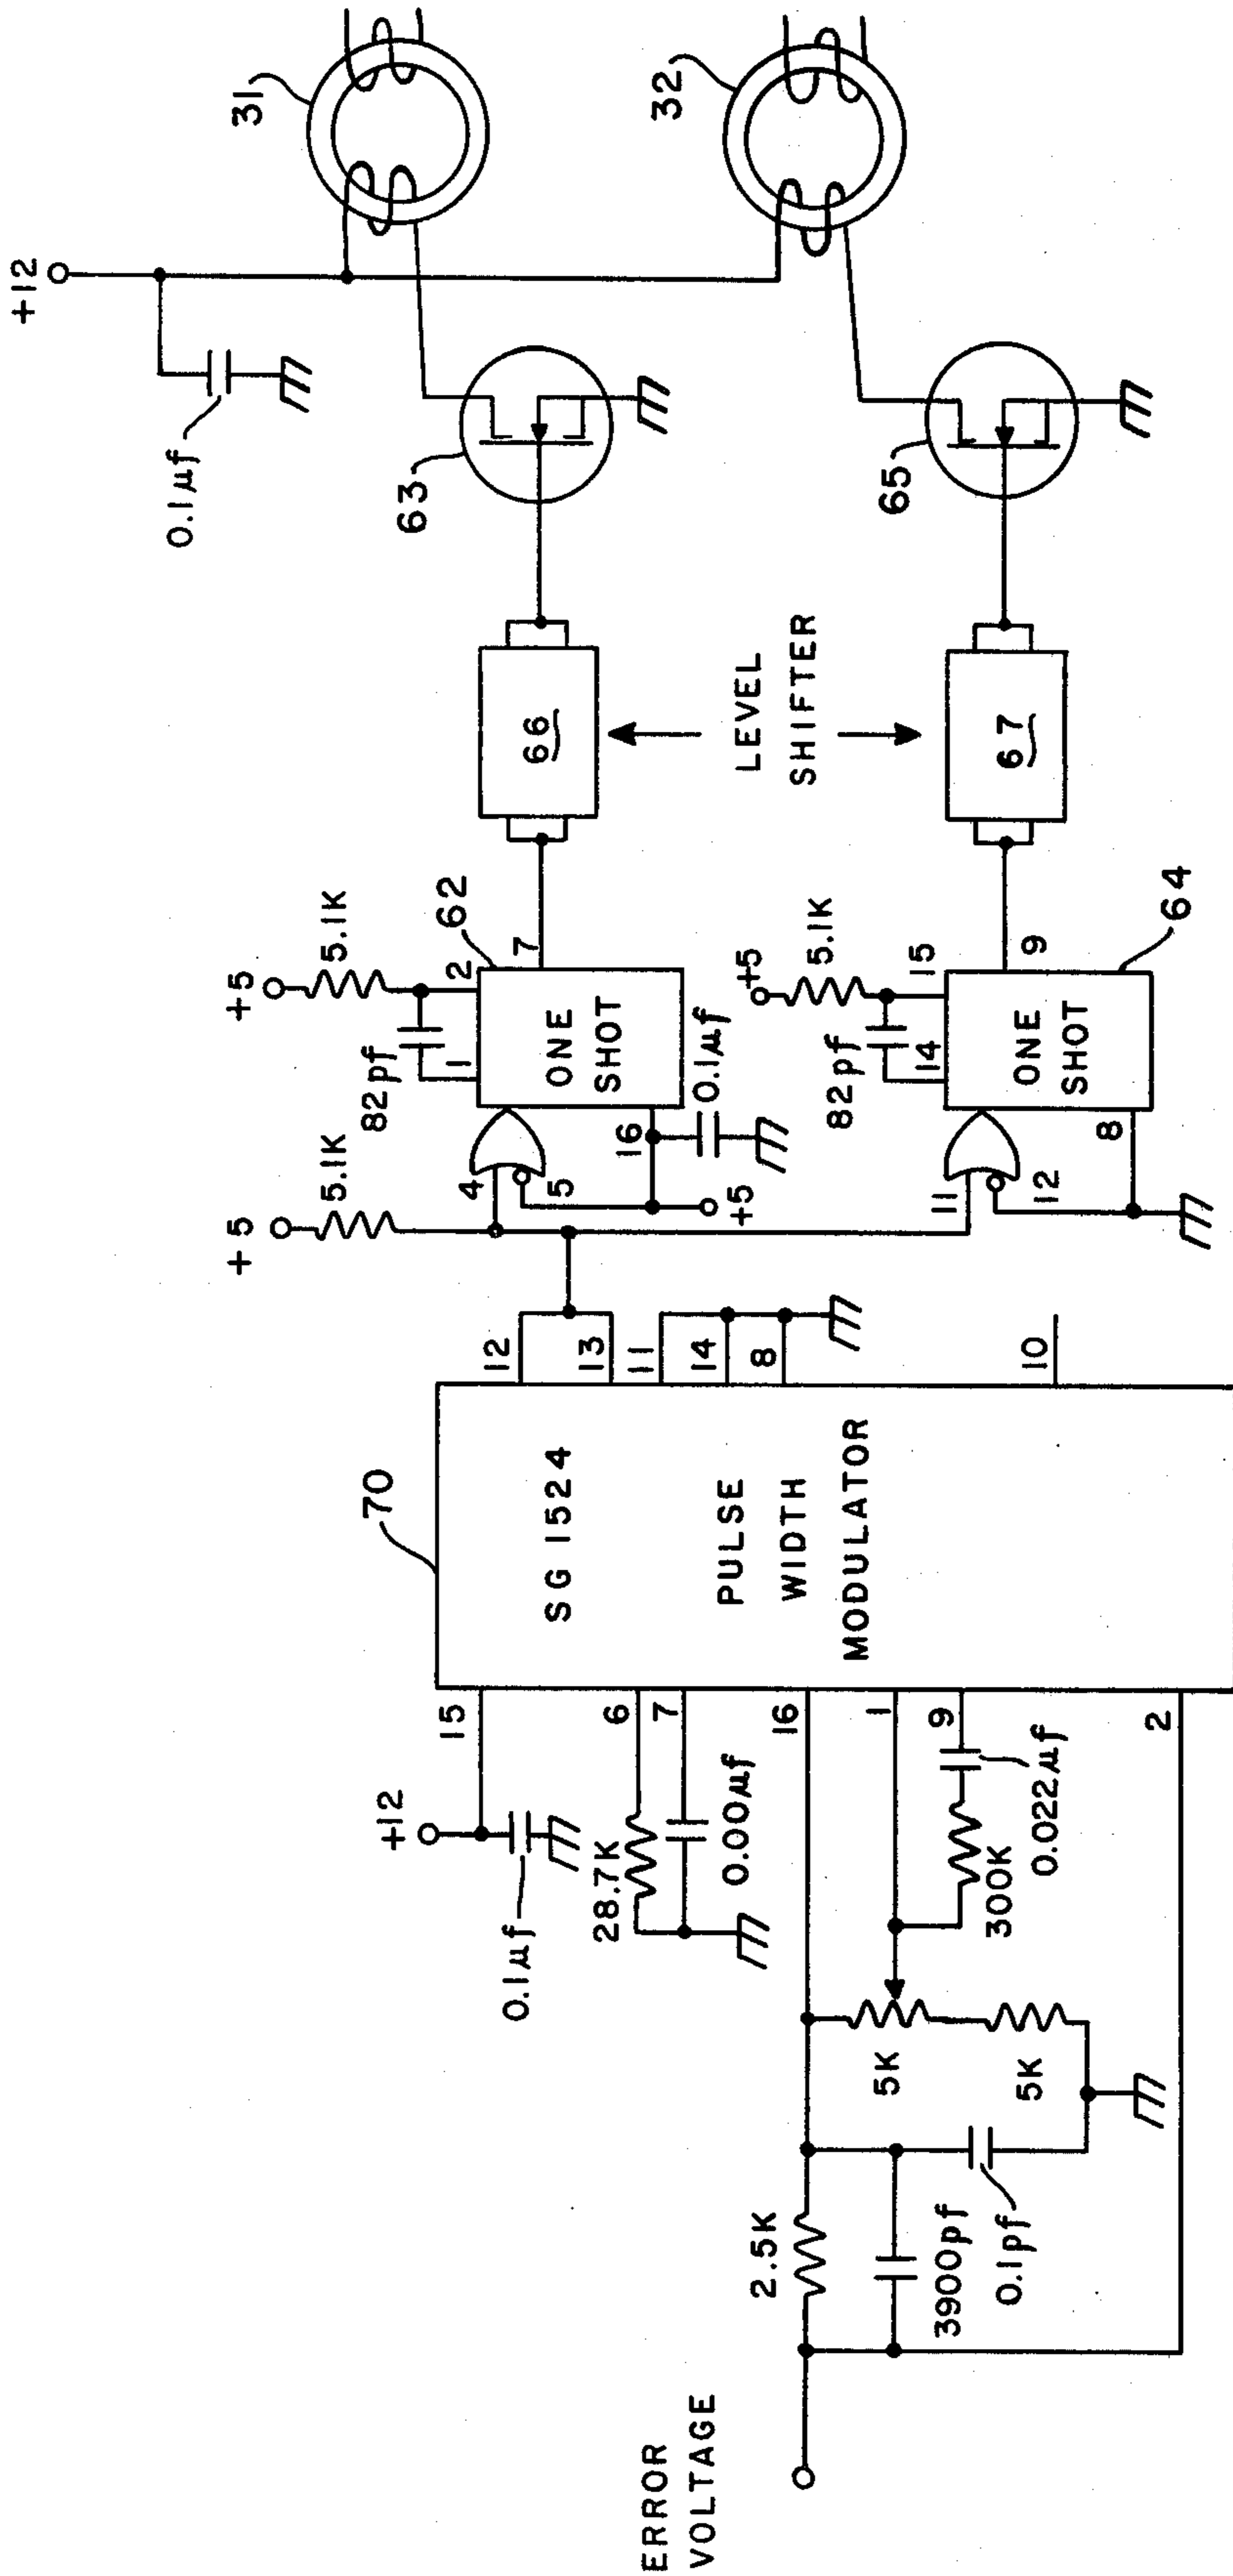 ERROR
VOLTAGE
2.5K
3900pf
0.1pf
5K
5K
300K
0.022µf
+12
0.1µf
28.7K
0.00µf
15
6
7
16
1
9
2
70
SG 1524
PULSE
WIDTH
MODULATOR
12
13
11
14
8
10
+5
5.1K
4
5
16
+5
0.1µf
82pf
1
2
+5
5.1K
62
ONE
SHOT
7
11
12
8
82pf
14
15
+5
5.1K
64
ONE
SHOT
9
66
LEVEL
SHIFTER
67
63
65
0.1µf
+12
31
32